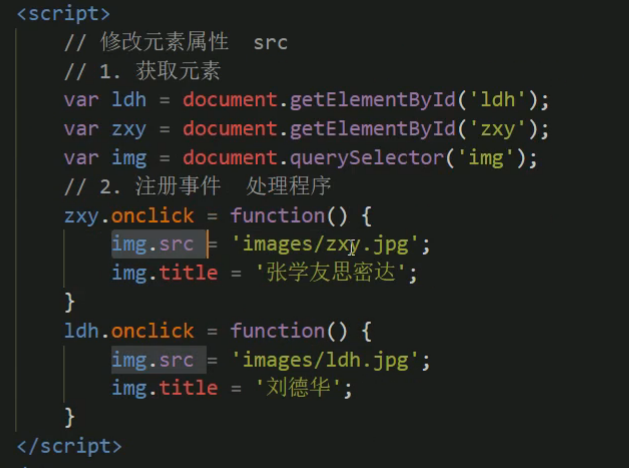 <script>
// 修改元素属性  src
// 1. 获取元素
var ldh = document.getElementById('ldh');
var zxy = document.getElementById('zxy');
var img = document.querySelector('img');
// 2. 注册事件  处理程序
zxy.onclick = function() {
img.src = 'images/zxy.jpg';
img.title = '张学友思密达';
}
ldh.onclick = function() {
img.src = 'images/ldh.jpg';
img.title = '刘德华';
}
</script>